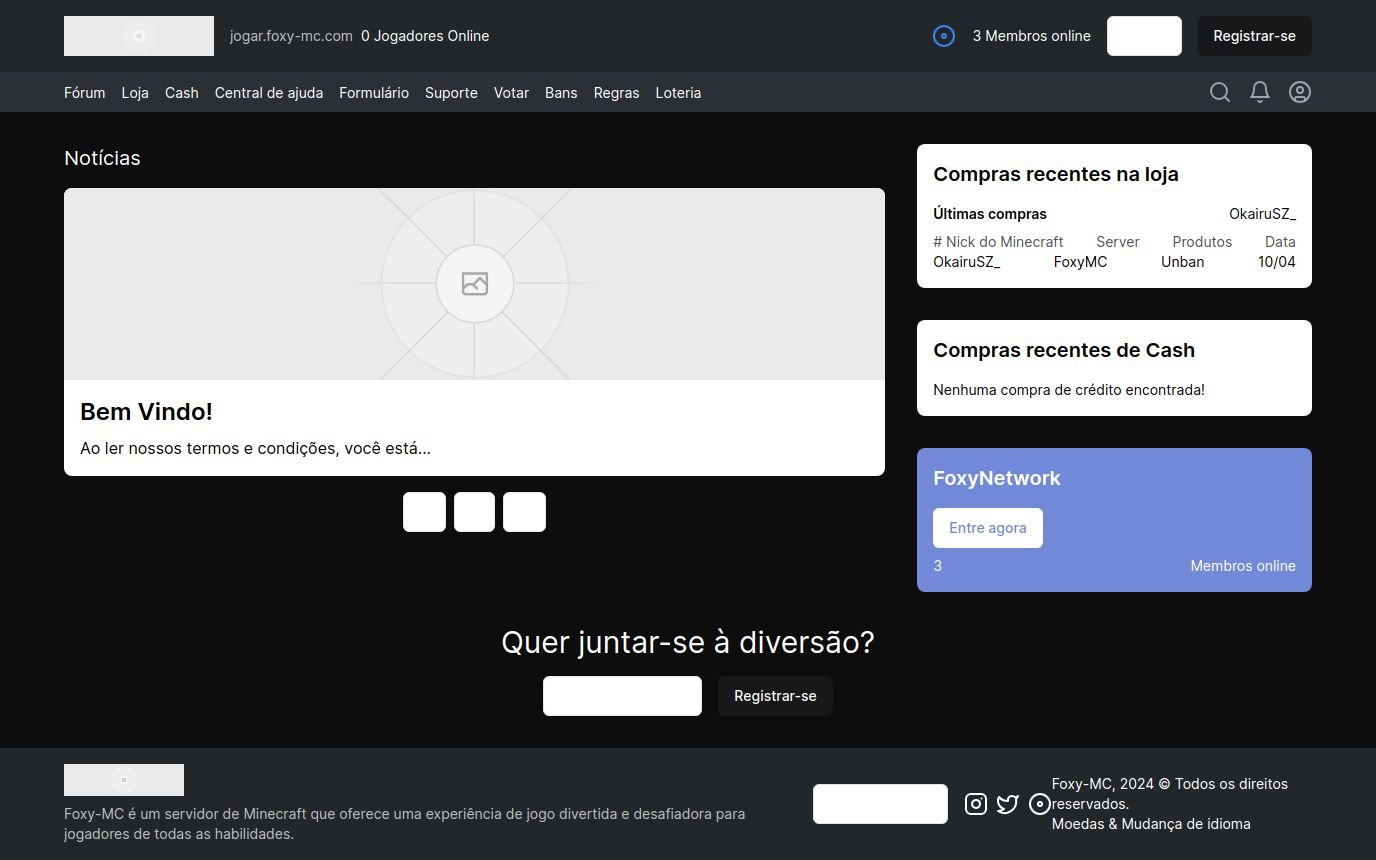 jogar.foxy-mc.com 0 Jogadores Online
3 Membros online
Registrar-se
Fórum Loja Cash Central de ajuda Formulário Suporte Votar Bans Regras Loteria
Notícias
Bem Vindo!
Ao ler nossos termos e condições, você está...
Compras recentes na loja
Últimas compras OkairuSZ_
# Nick do Minecraft Server Produtos Data
OkairuSZ_ FoxyMC Unban 10/04
Compras recentes de Cash
Nenhuma compra de crédito encontrada!
FoxyNetwork
Entre agora
3 Membros online
Quer juntar-se à diversão?
Registrar-se
Foxy-MC é um servidor de Minecraft que oferece uma experiência de jogo divertida e desafiadora para
jogadores de todas as habilidades.
Foxy-MC, 2024 © Todos os direitos
reservados.
Moedas & Mudança de idioma